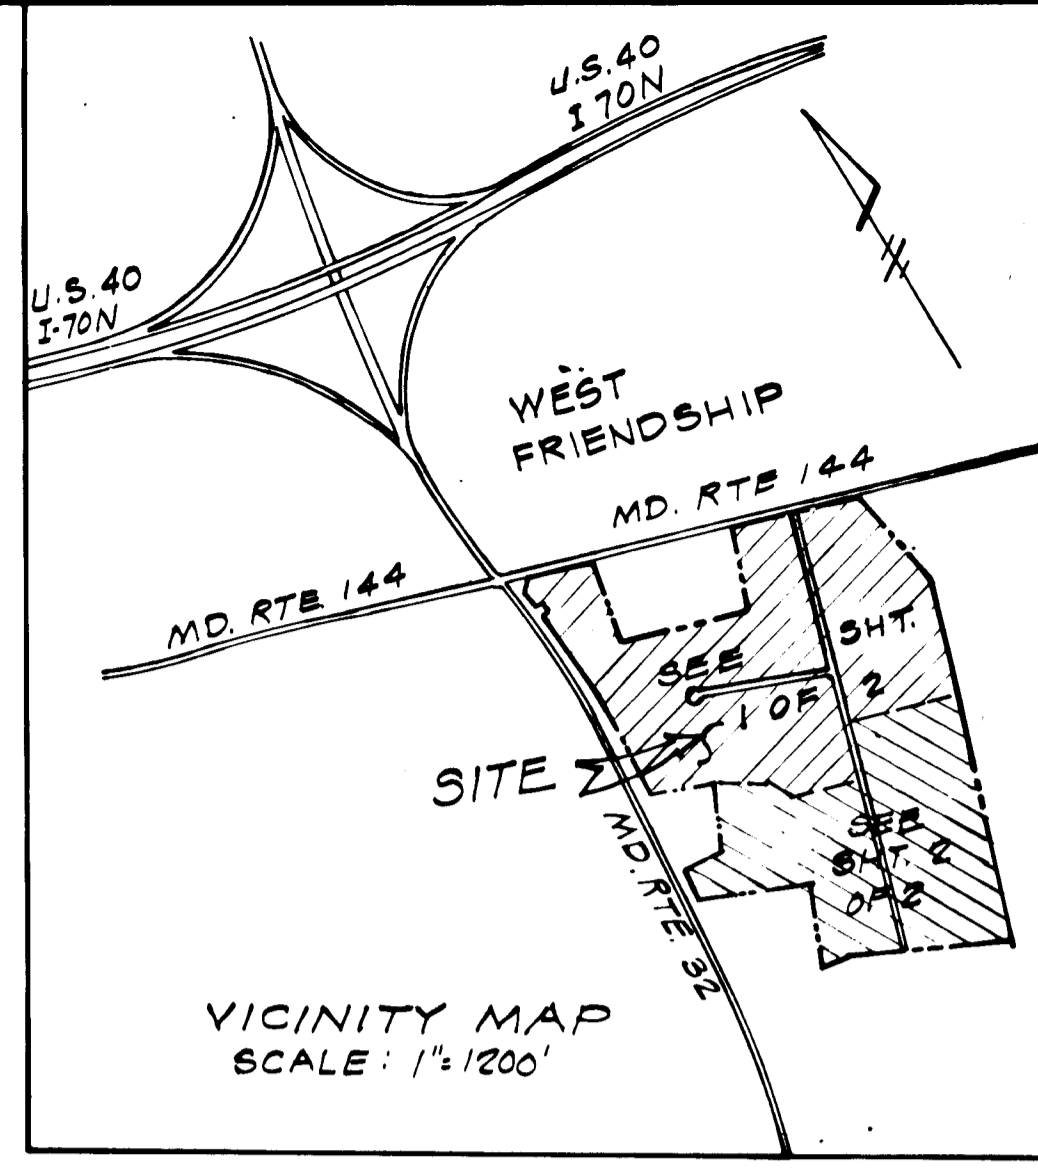 U.S.40
I 70N
U.S.40
I-70N
WEST
FRIENDSHIP
MD. RTE 144
MD. RTE 144
SEE
SHT.
1 OF 2
SITE
SEE
SHT. 2
OF 2
MD. RTE. 32
VICINITY MAP
SCALE: 1"=1200'